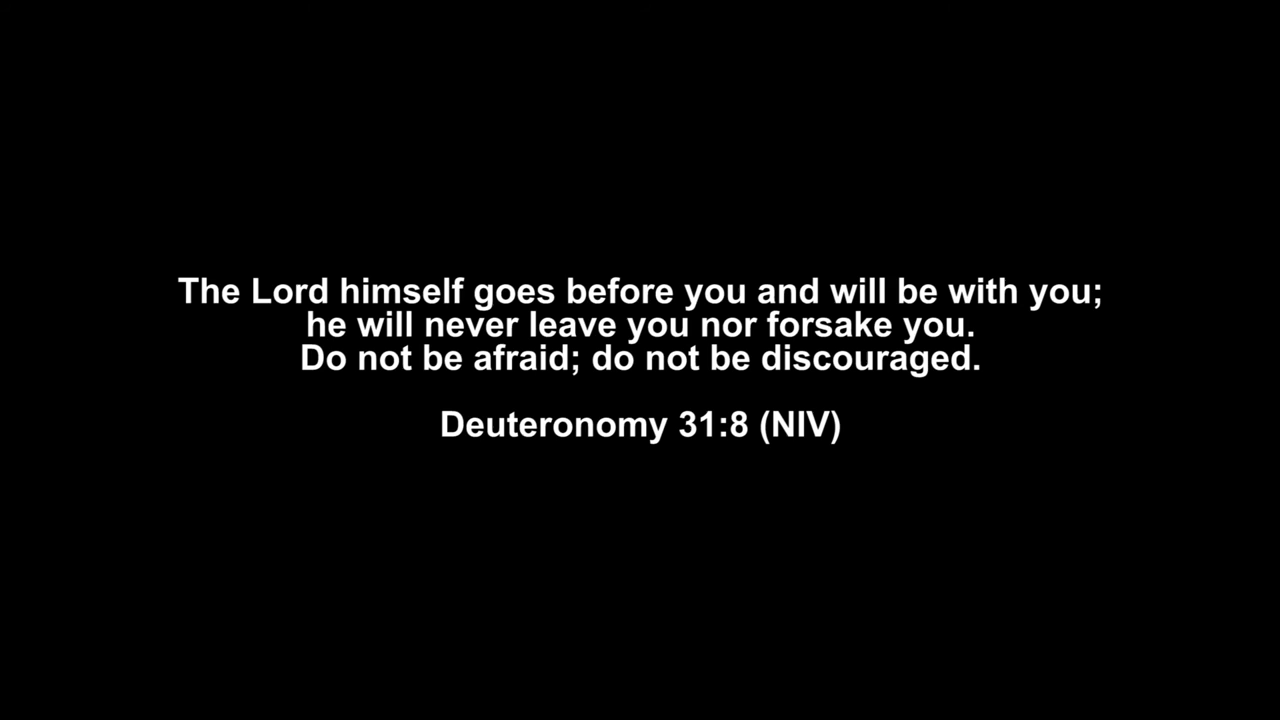 The Lord himself goes before you and will be with you;
he will never leave you nor forsake you.
Do not be afraid; do not be discouraged.
Deuteronomy 31:8 (NIV)